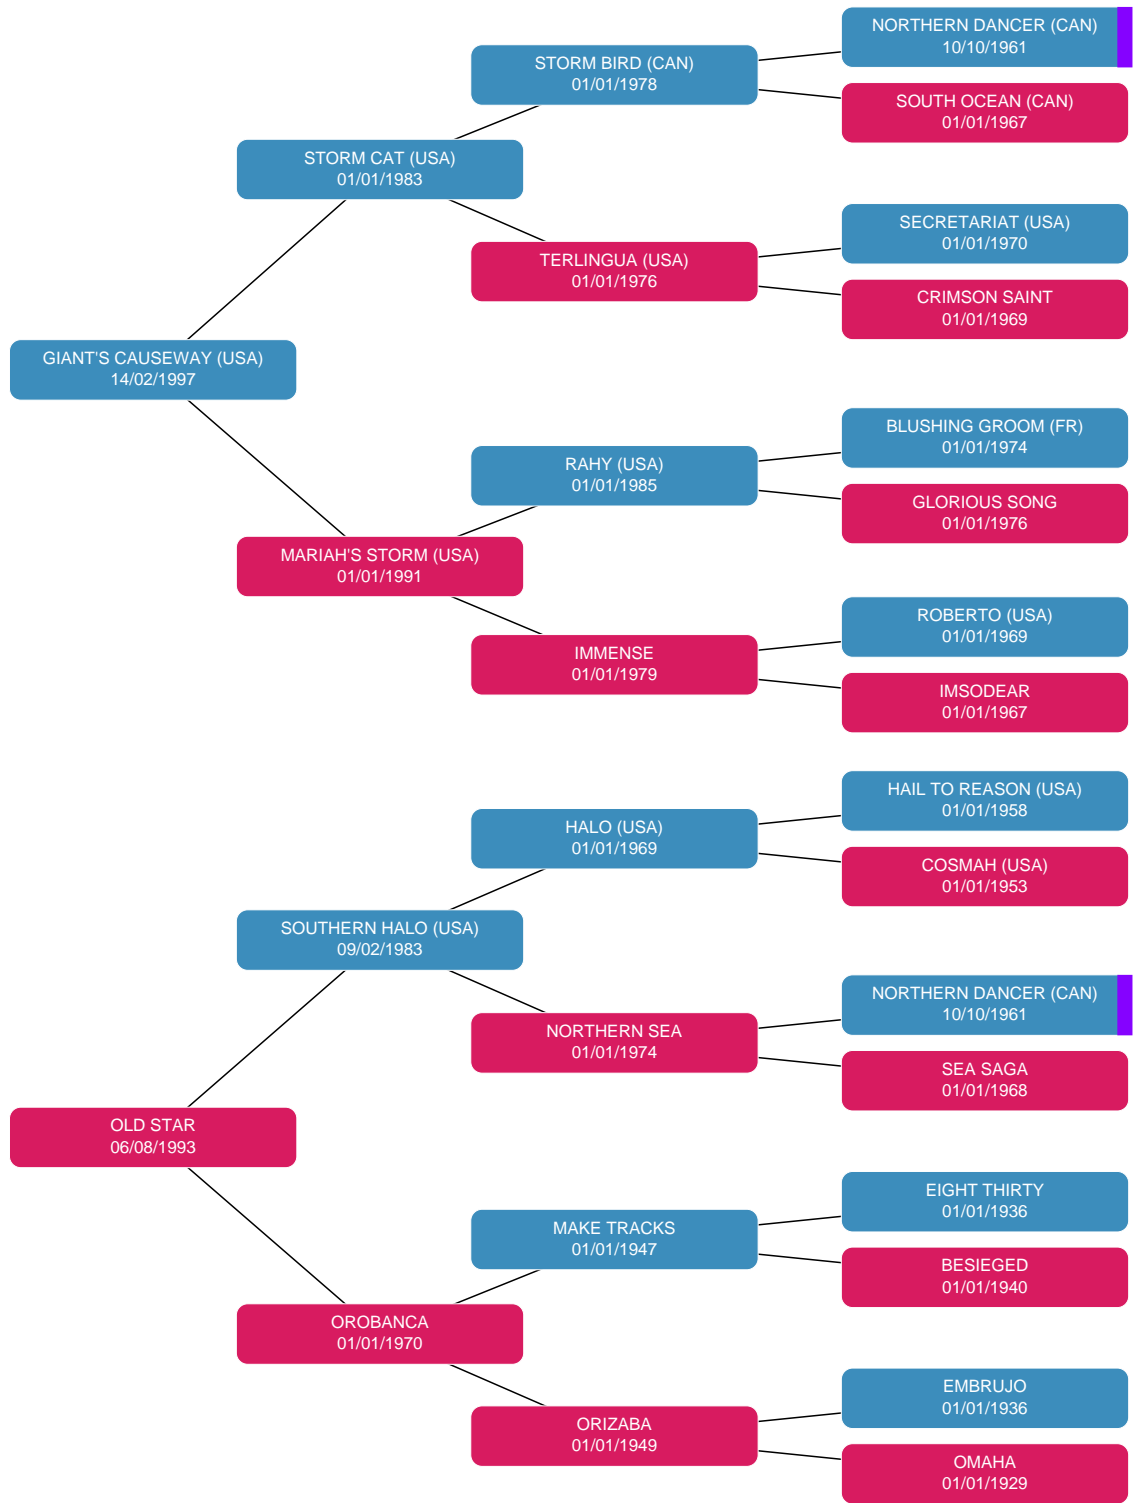 NORTHERN DANCER (CAN)
10/10/1961
STORM BIRD (CAN)
01/01/1978
SOUTH OCEAN (CAN)
01/01/1967
STORM CAT (USA)
01/01/1983
SECRETARIAT (USA)
01/01/1970
TERLINGUA (USA)
01/01/1976
CRIMSON SAINT
01/01/1969
GIANT'S CAUSEWAY (USA)
14/02/1997
BLUSHING GROOM (FR)
01/01/1974
RAHY (USA)
01/01/1985
GLORIOUS SONG
01/01/1976
MARIAH'S STORM (USA)
01/01/1991
ROBERTO (USA)
01/01/1969
IMMENSE
01/01/1979
IMSODEAR
01/01/1967
HAIL TO REASON (USA)
01/01/1958
HALO (USA)
01/01/1969
COSMAH (USA)
01/01/1953
SOUTHERN HALO (USA)
09/02/1983
NORTHERN DANCER (CAN)
10/10/1961
NORTHERN SEA
01/01/1974
SEA SAGA
01/01/1968
OLD STAR
06/08/1993
EIGHT THIRTY
01/01/1936
MAKE TRACKS
01/01/1947
BESIEGED
01/01/1940
OROBANCA
01/01/1970
EMBRUJO
01/01/1936
ORIZABA
01/01/1949
OMAHA
01/01/1929